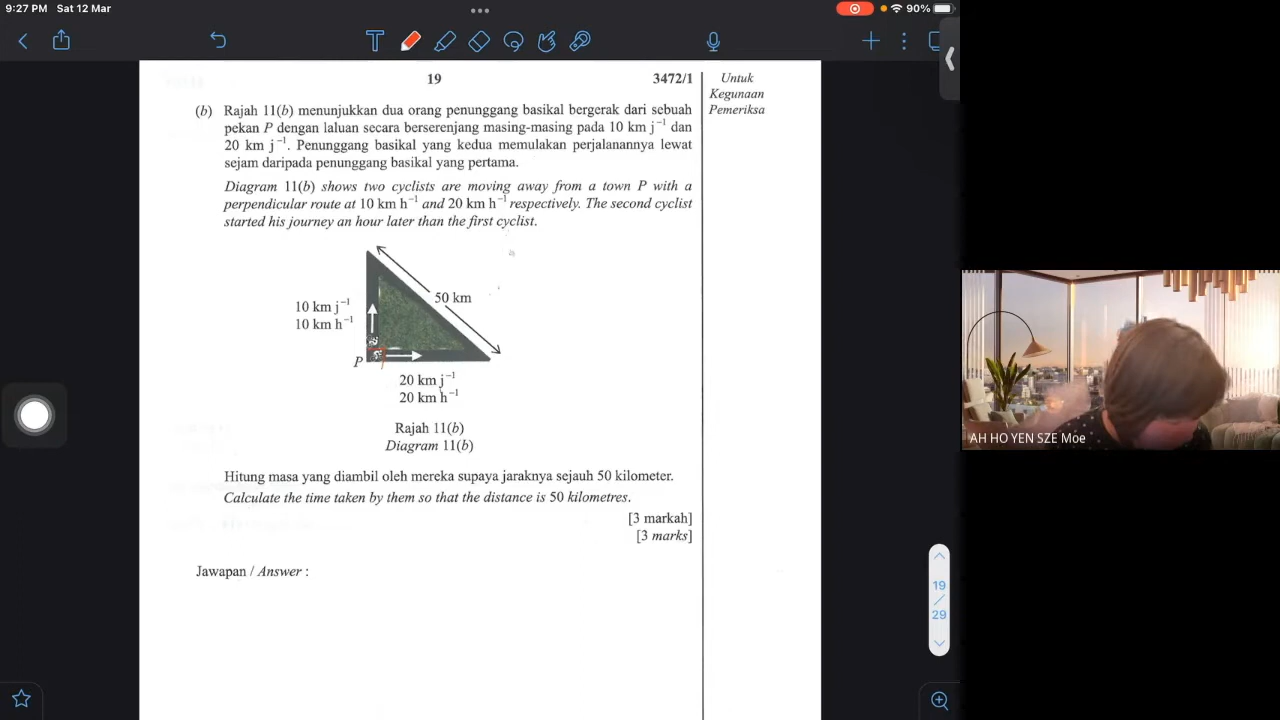 9:27 PM Sat 12 Mar
90%
19
3472/1
Untuk
Kegunaan
Pemeriksa
(b) Rajah 11(b) menunjukkan dua orang penunggang basikal bergerak dari sebuah
pekan P dengan laluan secara berserenjang masing-masing pada 10 km j⁻¹ dan
20 km j⁻¹. Penunggang basikal yang kedua memulakan perjalanannya lewat
sejam daripada penunggang basikal yang pertama.
Diagram 11(b) shows two cyclists are moving away from a town P with a
perpendicular route at 10 km h⁻¹ and 20 km h⁻¹ respectively. The second cyclist
started his journey an hour later than the first cyclist.
50 km
10 km j⁻¹
10 km h⁻¹
P
20 km j⁻¹
20 km h⁻¹
Rajah 11(b)
Diagram 11(b)
Hitung masa yang diambil oleh mereka supaya jaraknya sejauh 50 kilometer.
Calculate the time taken by them so that the distance is 50 kilometres.
[3 markah]
[3 marks]
Jawapan / Answer :
19
29
AH HO YEN SZE Moe